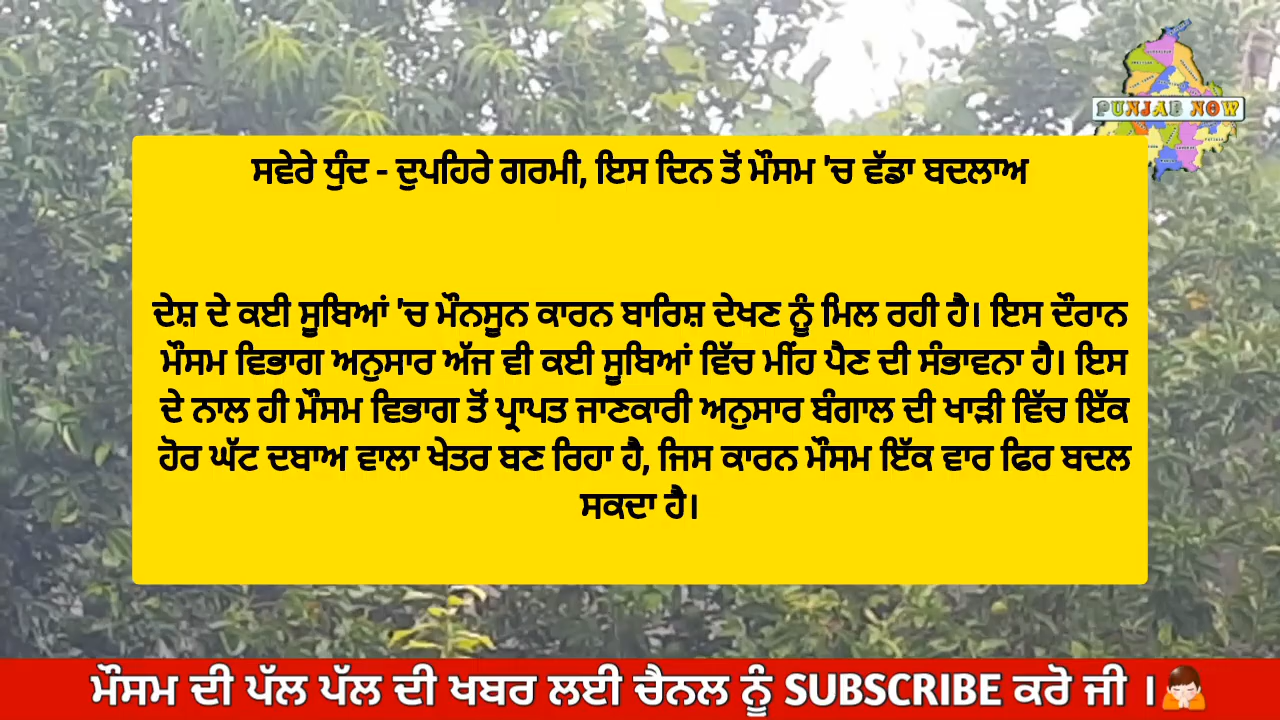 PUNJAB NOW
ਸਵੇਰੇ ਧੁੰਦ - ਦੁਪਹਿਰੇ ਗਰਮੀ, ਇਸ ਦਿਨ ਤੋਂ ਮੌਸਮ 'ਚ ਵੱਡਾ ਬਦਲਾਅ
ਦੇਸ਼ ਦੇ ਕਈ ਸੂਬਿਆਂ 'ਚ ਮੌਨਸੂਨ ਕਾਰਨ ਬਾਰਿਸ਼ ਦੇਖਣ ਨੂੰ ਮਿਲ ਰਹੀ ਹੈ। ਇਸ ਦੌਰਾਨ
ਮੌਸਮ ਵਿਭਾਗ ਅਨੁਸਾਰ ਅੱਜ ਵੀ ਕਈ ਸੂਬਿਆਂ ਵਿੱਚ ਮੀਂਹ ਪੈਣ ਦੀ ਸੰਭਾਵਨਾ ਹੈ। ਇਸ
ਦੇ ਨਾਲ ਹੀ ਮੌਸਮ ਵਿਭਾਗ ਤੋਂ ਪ੍ਰਾਪਤ ਜਾਣਕਾਰੀ ਅਨੁਸਾਰ ਬੰਗਾਲ ਦੀ ਖਾੜੀ ਵਿੱਚ ਇੱਕ
ਹੋਰ ਘੱਟ ਦਬਾਅ ਵਾਲਾ ਖੇਤਰ ਬਣ ਰਿਹਾ ਹੈ, ਜਿਸ ਕਾਰਨ ਮੌਸਮ ਇੱਕ ਵਾਰ ਫਿਰ ਬਦਲ
ਸਕਦਾ ਹੈ।
ਮੌਸਮ ਦੀ ਪੱਲ ਪੱਲ ਦੀ ਖਬਰ ਲਈ ਚੈਨਲ ਨੂੰ SUBSCRIBE ਕਰੋ ਜੀ ।